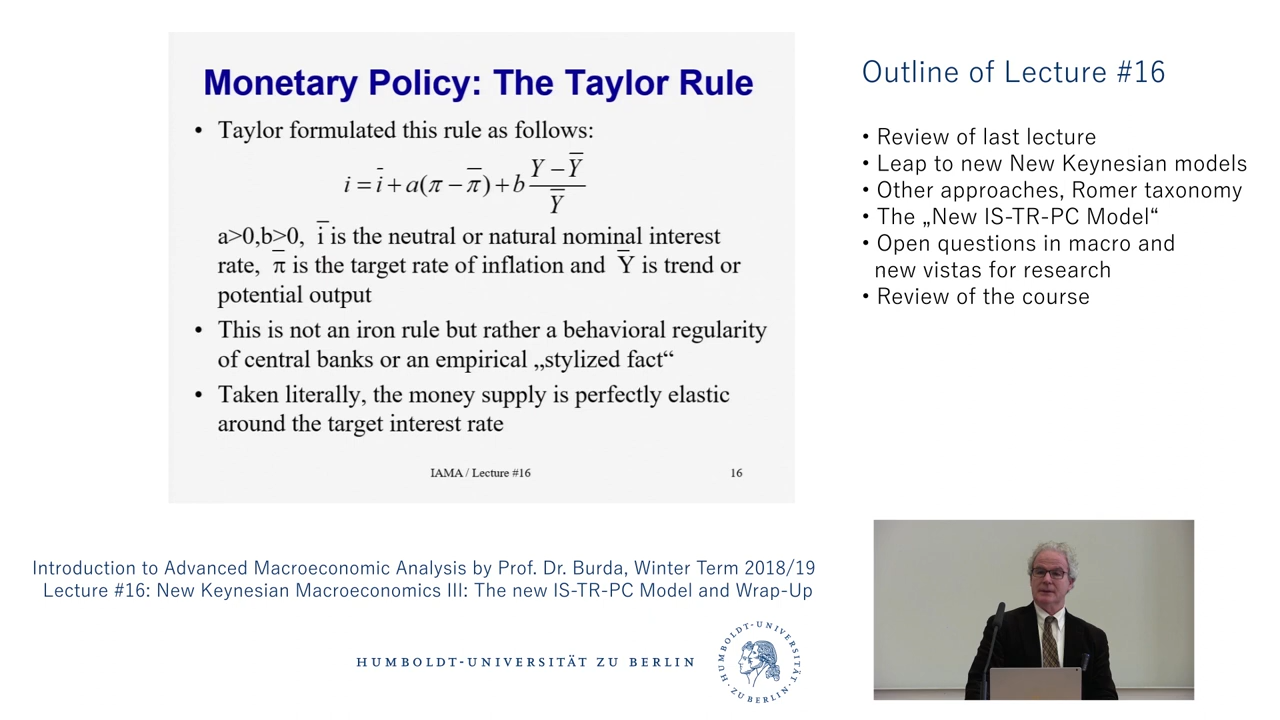 Monetary Policy: The Taylor Rule
• Taylor formulated this rule as follows:
i = i̅ + a(π − π̅) + b (Y − Y̅) / Y̅
a>0,b>0, i̅ is the neutral or natural nominal interest
rate, π̅ is the target rate of inflation and Y̅ is trend or
potential output
• This is not an iron rule but rather a behavioral regularity
of central banks or an empirical „stylized fact“
• Taken literally, the money supply is perfectly elastic
around the target interest rate
IAMA / Lecture #16
16
Outline of Lecture #16
• Review of last lecture
• Leap to new New Keynesian models
• Other approaches, Romer taxonomy
• The „New IS-TR-PC Model“
• Open questions in macro and
new vistas for research
• Review of the course
Introduction to Advanced Macroeconomic Analysis by Prof. Dr. Burda, Winter Term 2018/19
Lecture #16: New Keynesian Macroeconomics III: The new IS-TR-PC Model and Wrap-Up
HUMBOLDT-UNIVERSITÄT ZU BERLIN
HUMBOLDT-UNIVERSITÄT
· ZU BERLIN ·